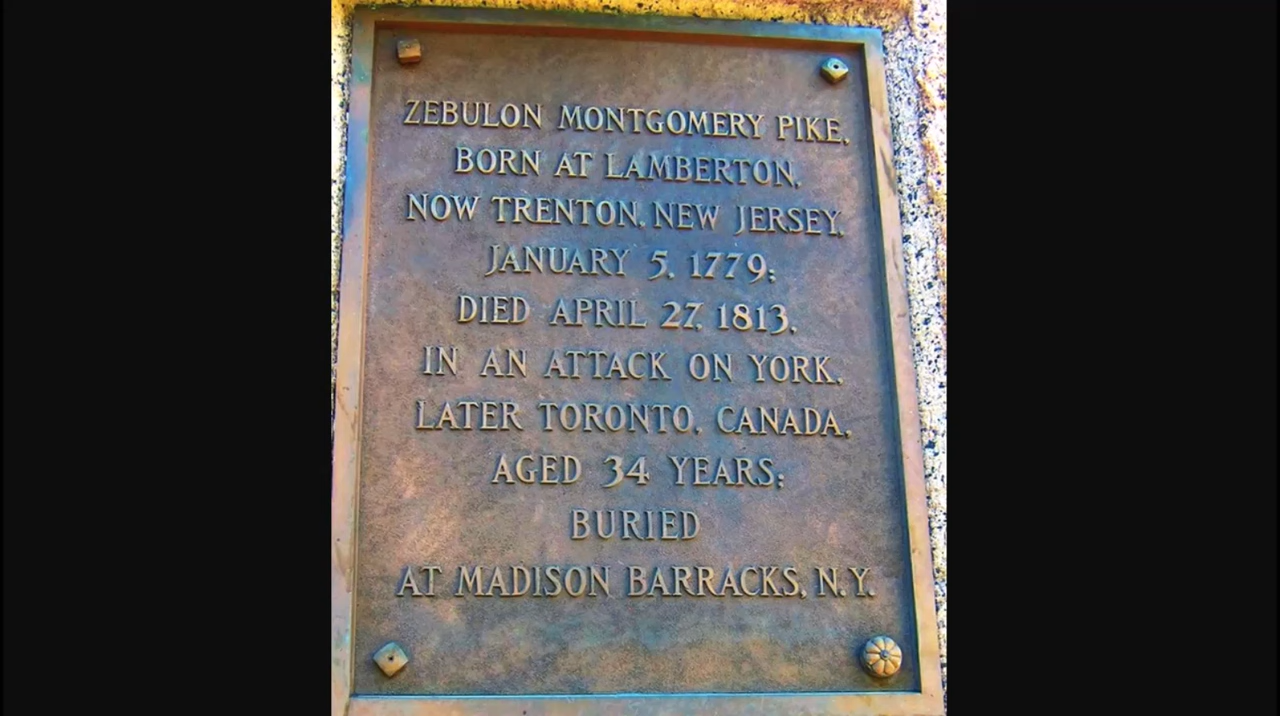 ZEBULON MONTGOMERY PIKE,
BORN AT LAMBERTON,
NOW TRENTON, NEW JERSEY,
JANUARY 5, 1779;
DIED APRIL 27, 1813,
IN AN ATTACK ON YORK,
LATER TORONTO, CANADA,
AGED 34 YEARS;
BURIED
AT MADISON BARRACKS, N.Y.